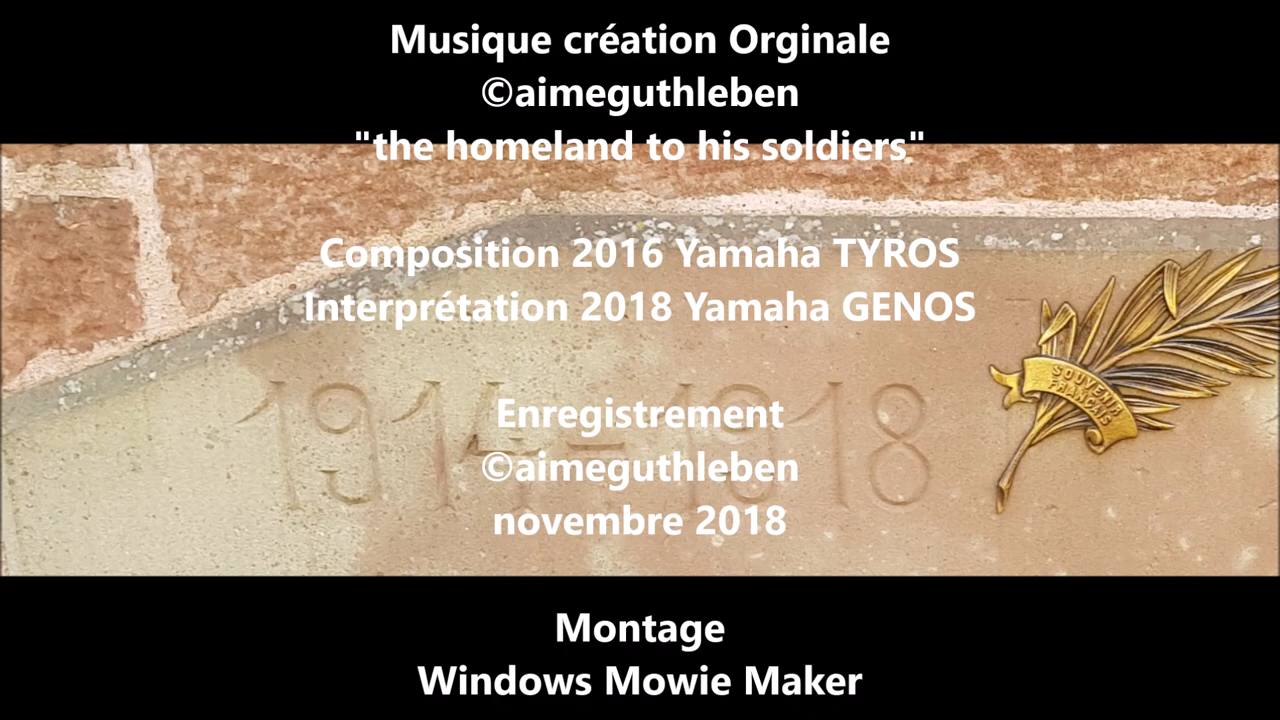 Musique création Orginale
©aimeguthleben
"the homeland to his soldiers"
Composition 2016 Yamaha TYROS
Interprétation 2018 Yamaha GENOS
1914-1918
SOUVENIR
FRANÇAIS
Enregistrement
©aimeguthleben
novembre 2018
Montage
Windows Mowie Maker